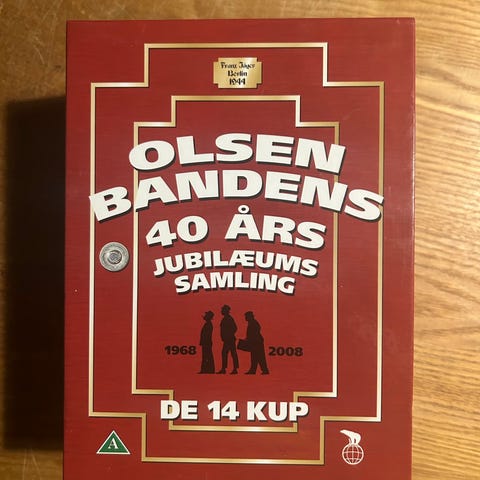 Franz Jäger
Berlin
1944
OLSEN
BANDENS
40 ÅRS
JUBILÆUMS
SAMLING
1968 2008
DE 14 KUP
A